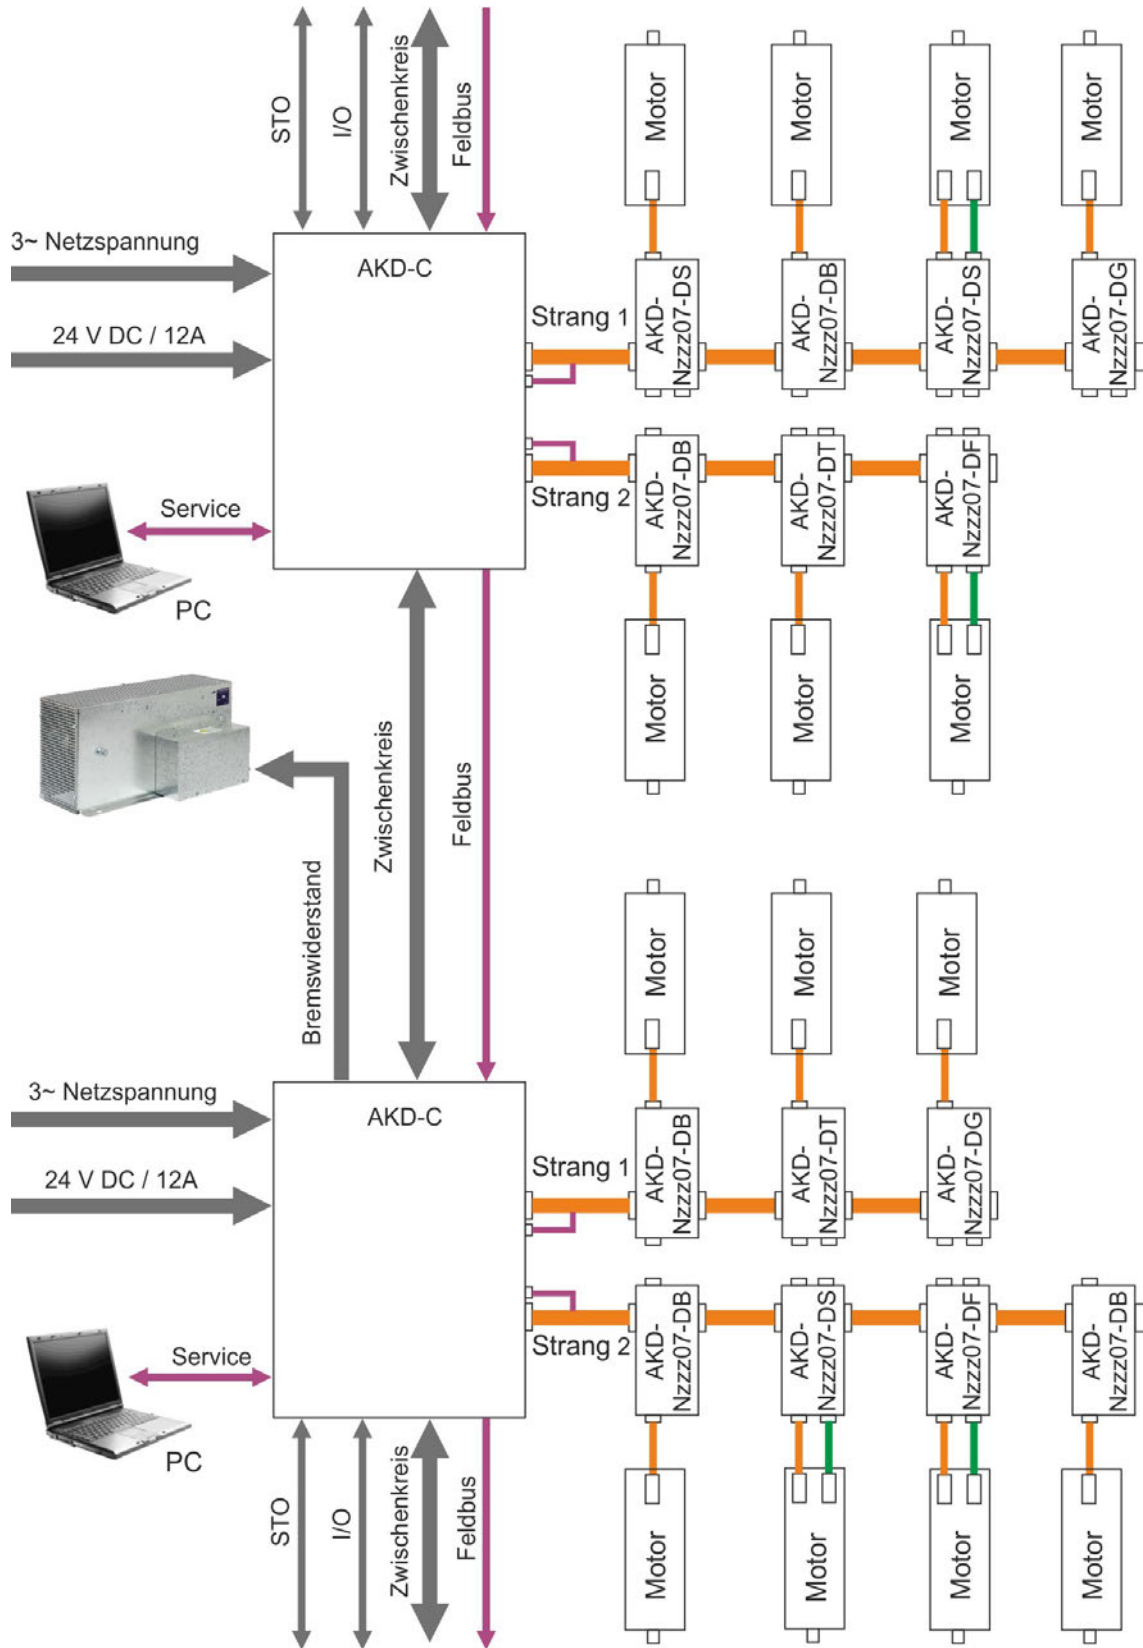 STO
I/O
Zwischenkreis
Feldbus
Motor
Motor
Motor
Motor
3~ Netzspannung
24 V DC / 12A
AKD-C
Strang 1
AKD-
Nzzz07-DS
AKD-
Nzzz07-DB
AKD-
Nzzz07-DS
AKD-
Nzzz07-DG
Strang 2
AKD-
Nzzz07-DB
AKD-
Nzzz07-DT
AKD-
Nzzz07-DF
Service
PC
Motor
Motor
Motor
Bremswiderstand
Zwischenkreis
Feldbus
Motor
Motor
Motor
3~ Netzspannung
24 V DC / 12A
AKD-C
Strang 1
AKD-
Nzzz07-DB
AKD-
Nzzz07-DT
AKD-
Nzzz07-DG
Strang 2
AKD-
Nzzz07-DB
AKD-
Nzzz07-DS
AKD-
Nzzz07-DF
AKD-
Nzzz07-DB
Service
PC
STO
I/O
Zwischenkreis
Feldbus
Motor
Motor
Motor
Motor